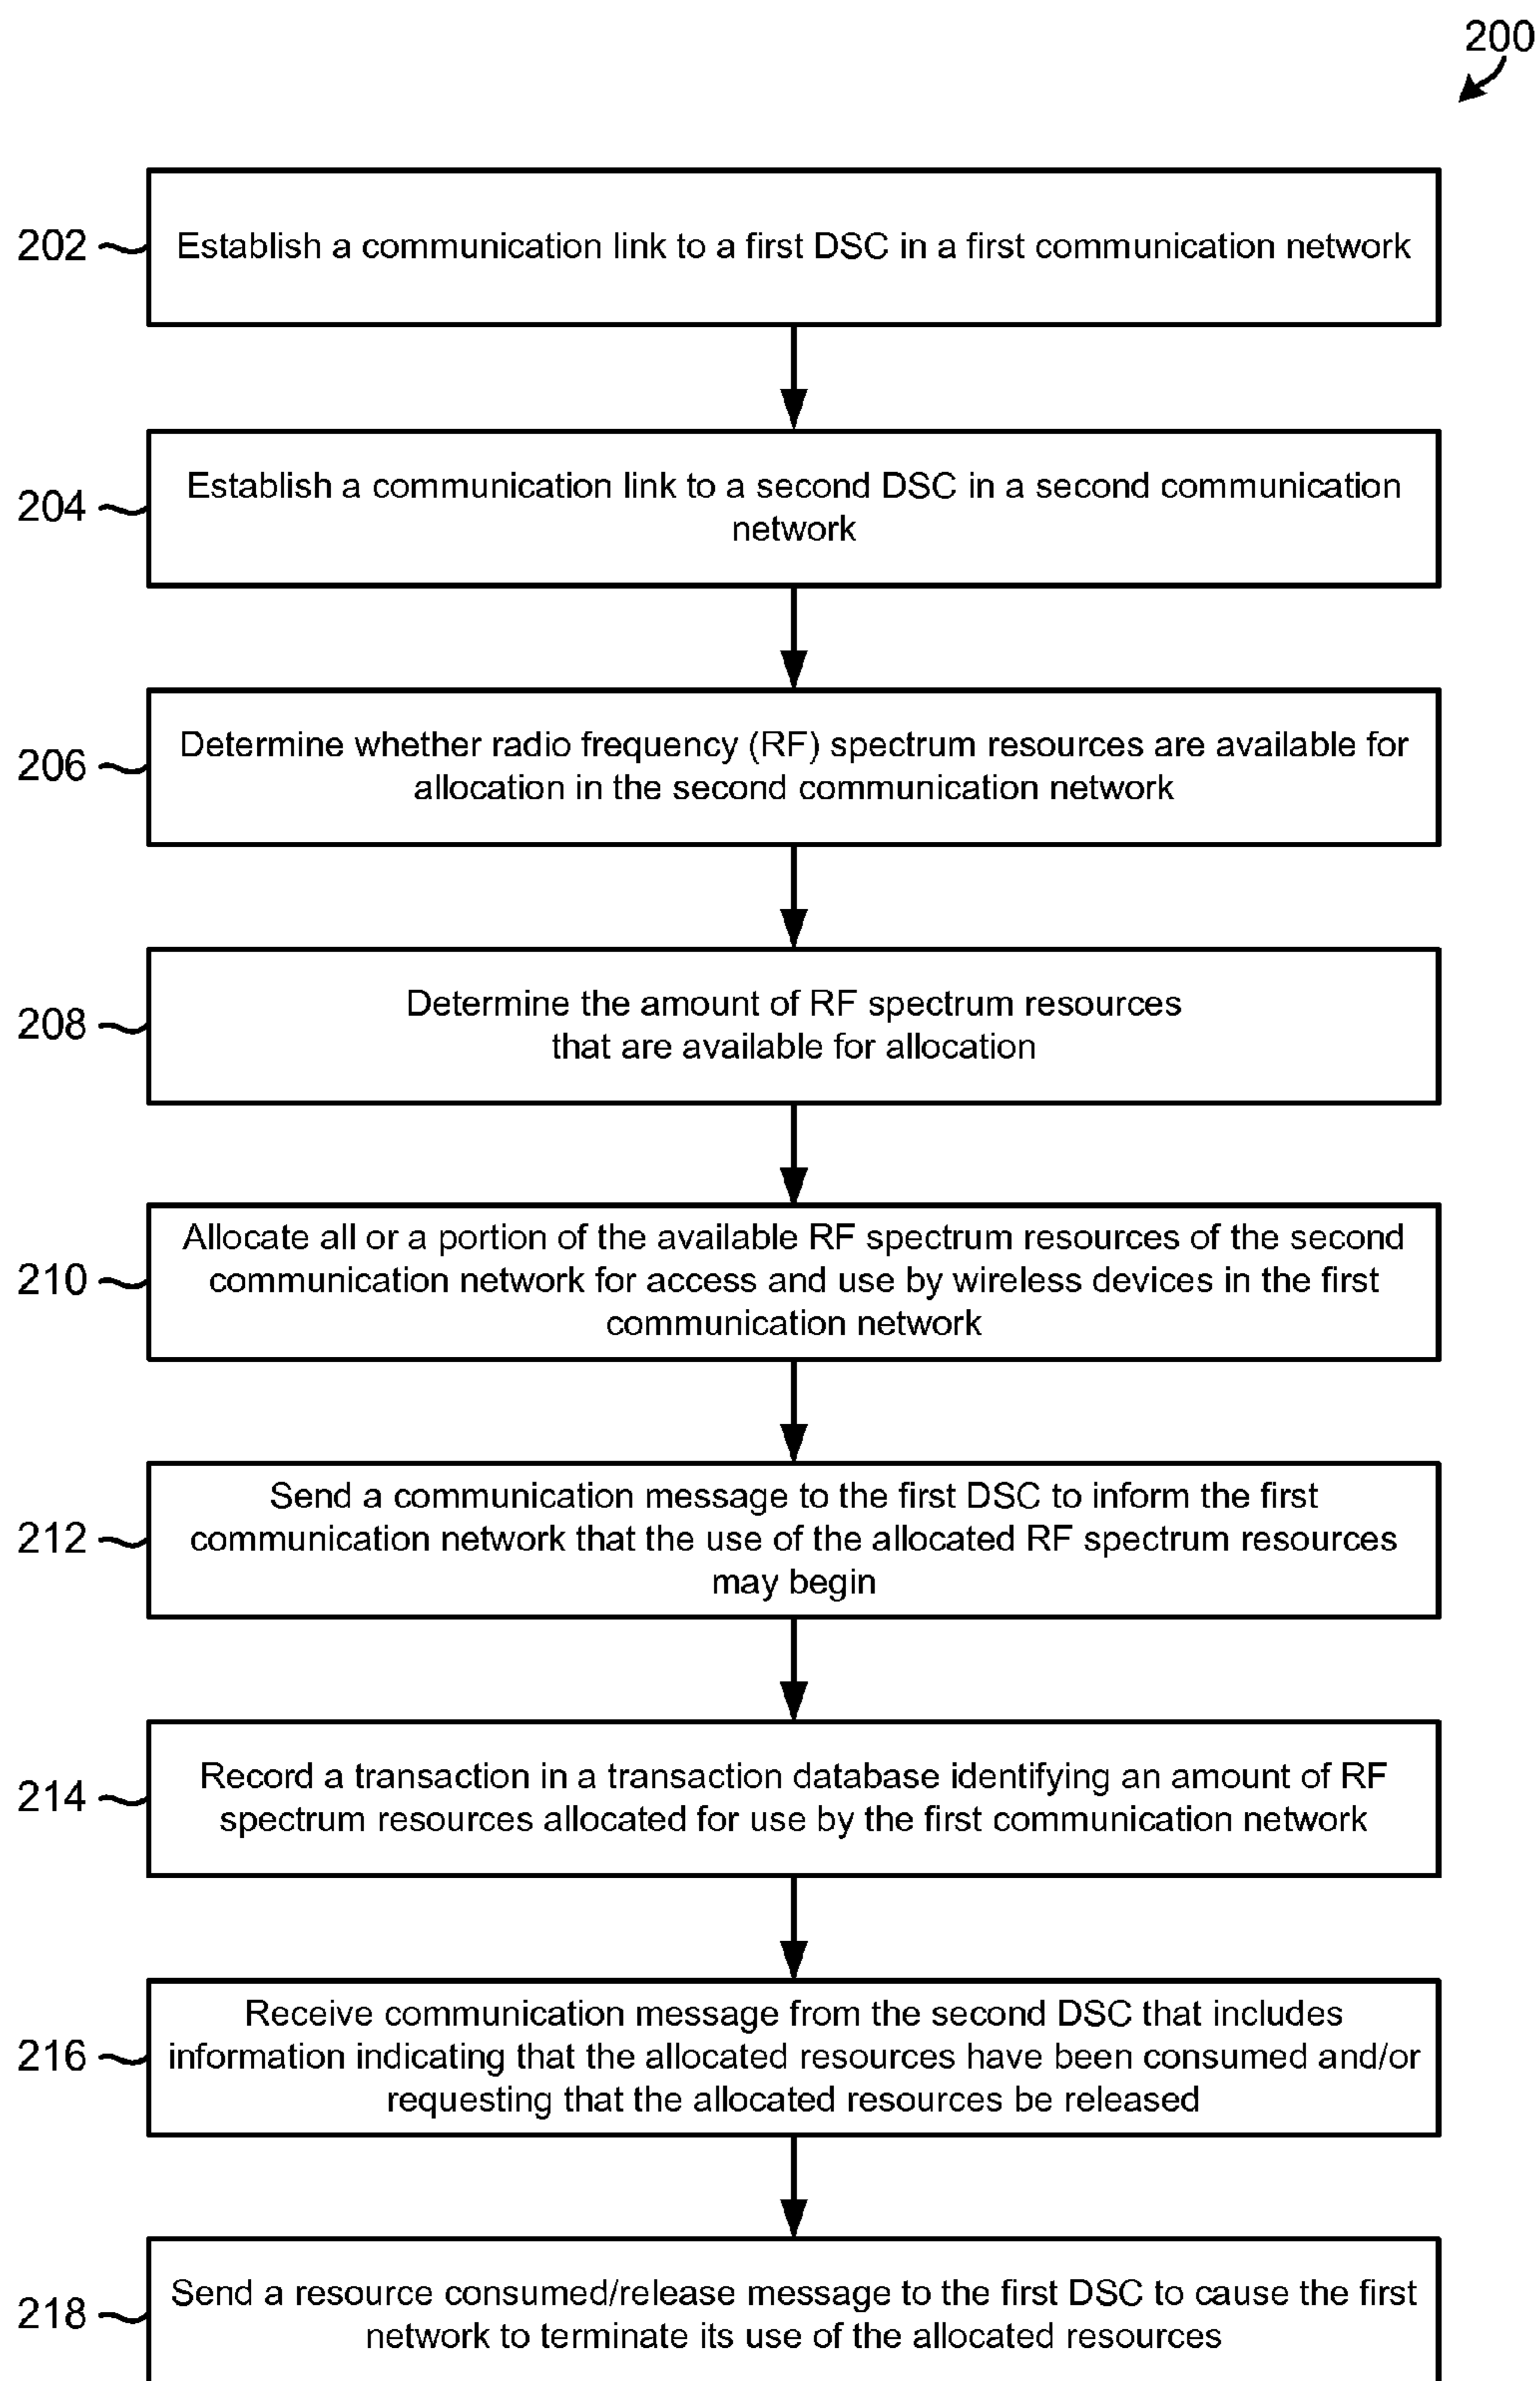 200
202
Establish a communication link to a first DSC in a first communication network
204
Establish a communication link to a second DSC in a second communication
network
206
Determine whether radio frequency (RF) spectrum resources are available for
allocation in the second communication network
208
Determine the amount of RF spectrum resources
that are available for allocation
210
Allocate all or a portion of the available RF spectrum resources of the second
communication network for access and use by wireless devices in the first
communication network
212
Send a communication message to the first DSC to inform the first
communication network that the use of the allocated RF spectrum resources
may begin
214
Record a transaction in a transaction database identifying an amount of RF
spectrum resources allocated for use by the first communication network
216
Receive communication message from the second DSC that includes
information indicating that the allocated resources have been consumed and/or
requesting that the allocated resources be released
218
Send a resource consumed/release message to the first DSC to cause the first
network to terminate its use of the allocated resources